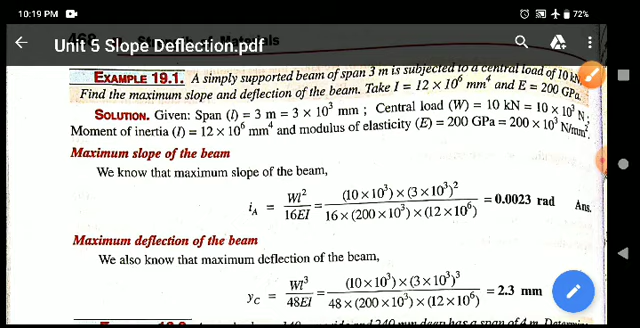 10:19 PM 72%
Unit 5 Slope Deflection.pdf
EXAMPLE 19.1. A simply supported beam of span 3 m is subjected to a central load of 10 kN.
Find the maximum slope and deflection of the beam. Take I = 12 × 10⁶ mm⁴ and E = 200 GPa.
SOLUTION. Given: Span (l) = 3 m = 3 × 10³ mm ; Central load (W) = 10 kN = 10 × 10³ N ;
Moment of inertia (I) = 12 × 10⁶ mm⁴ and modulus of elasticity (E) = 200 GPa = 200 × 10³ N/mm².
Maximum slope of the beam
We know that maximum slope of the beam,
i_A = Wl²/16EI = (10×10³)×(3×10³)²/16×(200×10³)×(12×10⁶) = 0.0023 rad Ans.
Maximum deflection of the beam
We also know that maximum deflection of the beam,
y_C = Wl³/48EI = (10×10³)×(3×10³)³/48×(200×10³)×(12×10⁶) = 2.3 mm
has a span of 4 m.